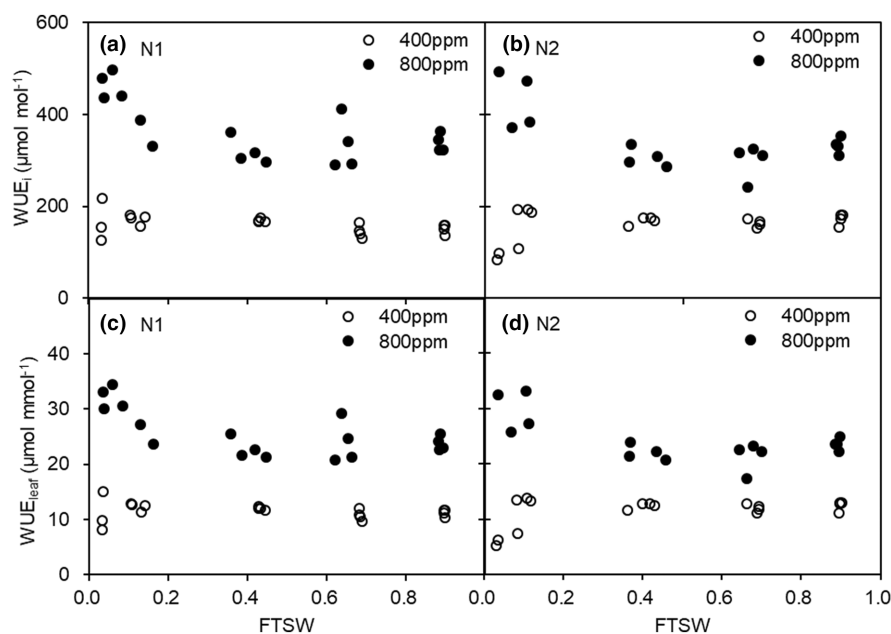 600
400
200
0
WUEi (µmol mol-1)
(a) N1
400ppm
800ppm
(b) N2
400ppm
800ppm
40
30
20
10
0
WUEleaf (µmol mmol-1)
(c) N1
400ppm
800ppm
(d) N2
400ppm
800ppm
0.0 0.2 0.4 0.6 0.8 0.0 0.2 0.4 0.6 0.8 1.0
FTSW FTSW